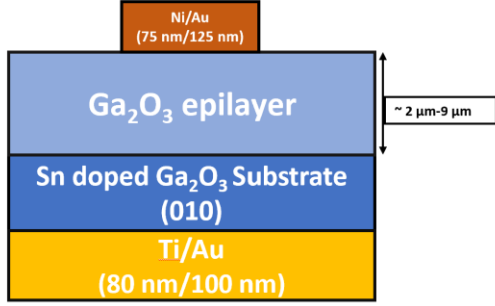 Ni/Au
(75 nm/125 nm)
Ga₂O₃ epilayer
~ 2 μm-9 μm
Sn doped Ga₂O₃ Substrate
(010)
Ti/Au
(80 nm/100 nm)